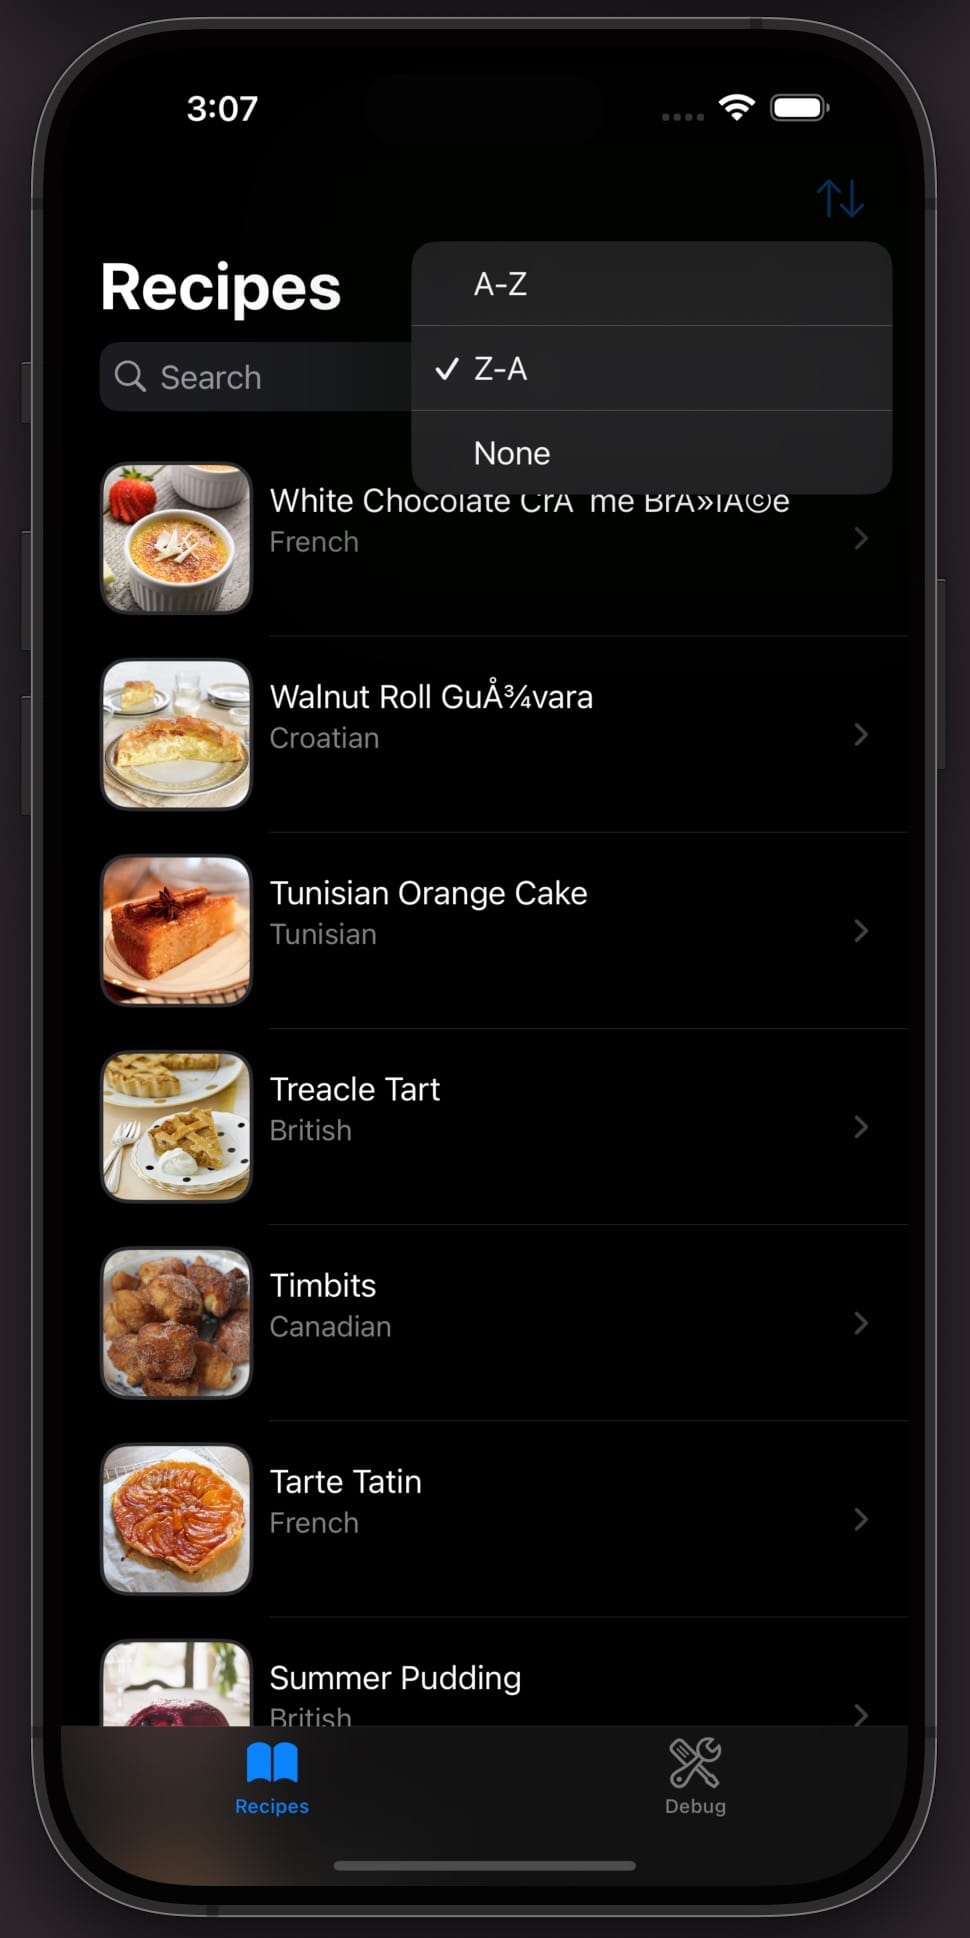 3:07
Recipes
A-Z
Search
✓ Z-A
None
White Chocolate CrÃ¨me BrÃ»lÃ©e
French
Walnut Roll GuÅ¾vara
Croatian
Tunisian Orange Cake
Tunisian
Treacle Tart
British
Timbits
Canadian
Tarte Tatin
French
Summer Pudding
British
Recipes
Debug